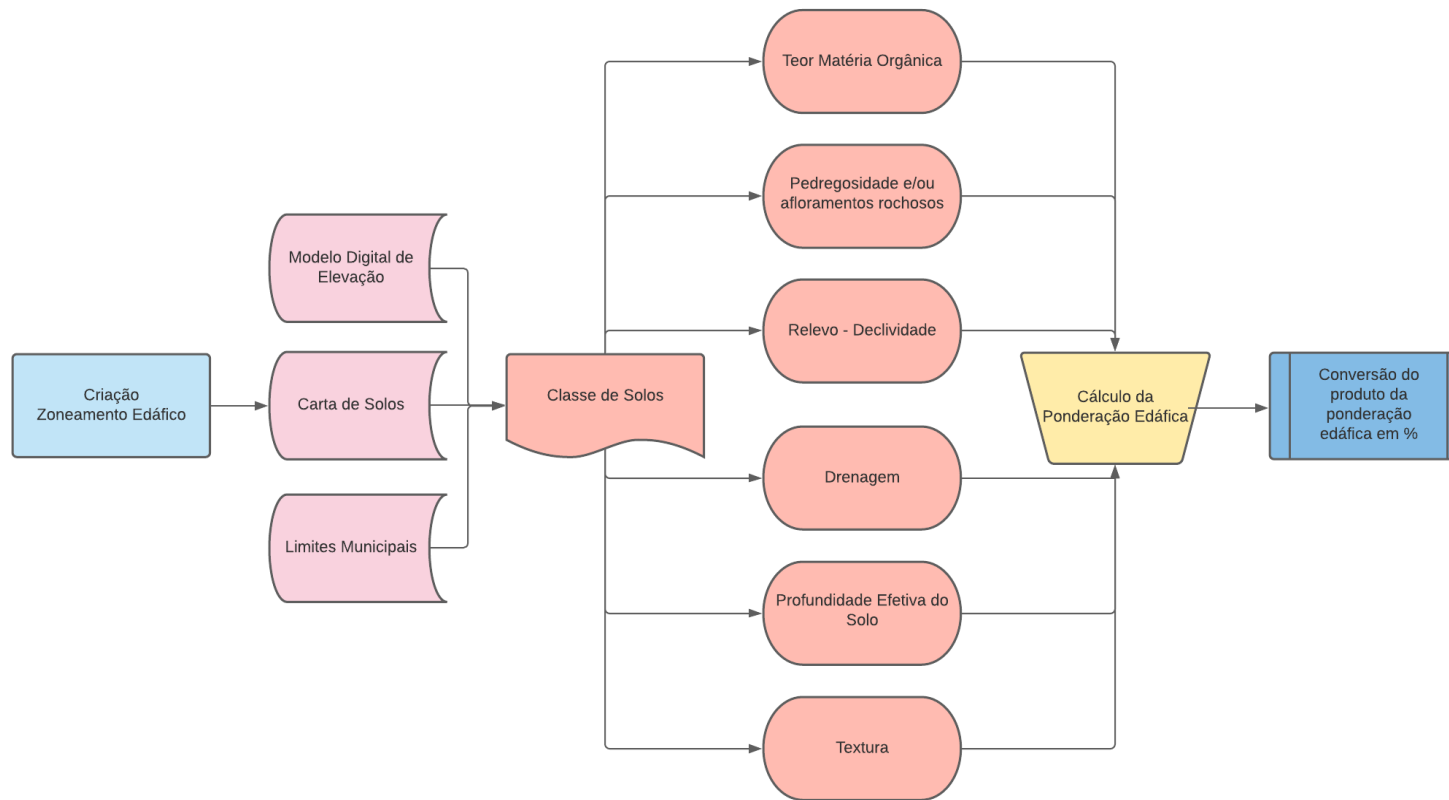 Criação
Zoneamento Edáfico
Modelo Digital de
Elevação
Carta de Solos
Limites Municipais
Classe de Solos
Teor Matéria Orgânica
Pedregosidade e/ou
afloramentos rochosos
Relevo - Declividade
Drenagem
Profundidade Efetiva do
Solo
Textura
Cálculo da
Ponderação Edáfica
Conversão do
produto da
ponderação
edáfica em %